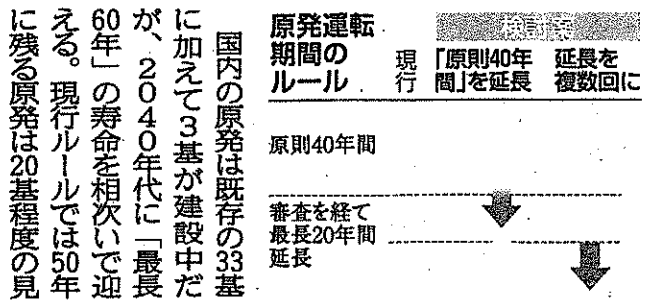 国内の原発は既存の33基
に加えて3基が建設中だ
が、2040年代に「最長
60年」の寿命を相次いで迎
える。現行ルールでは50年
に残る原発は20基程度の見
原発運転
期間の
ルール
現行
検討案
「原則40年
間」を延長
延長を
複数回に
原則40年間
審査を経て
最長20年間
延長